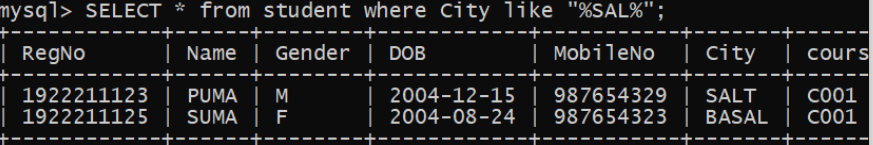 mysql> SELECT * from student where City like "%SAL%";
+------------+------+--------+------------+-----------+-------+------
| RegNo | Name | Gender | DOB | MobileNo | City | cours
+------------+------+--------+------------+-----------+-------+------
| 1922211123 | PUMA | M | 2004-12-15 | 987654329 | SALT | C001
| 1922211125 | SUMA | F | 2004-08-24 | 987654323 | BASAL | C001
+------------+------+--------+------------+-----------+-------+------